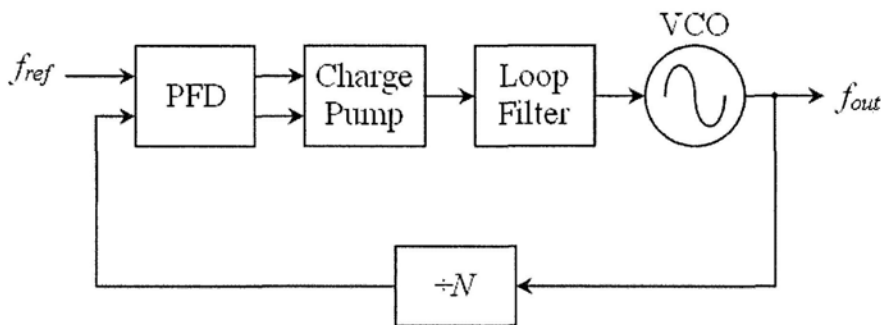 VCO
fref
PFD
Charge
Pump
Loop
Filter
fout
÷N